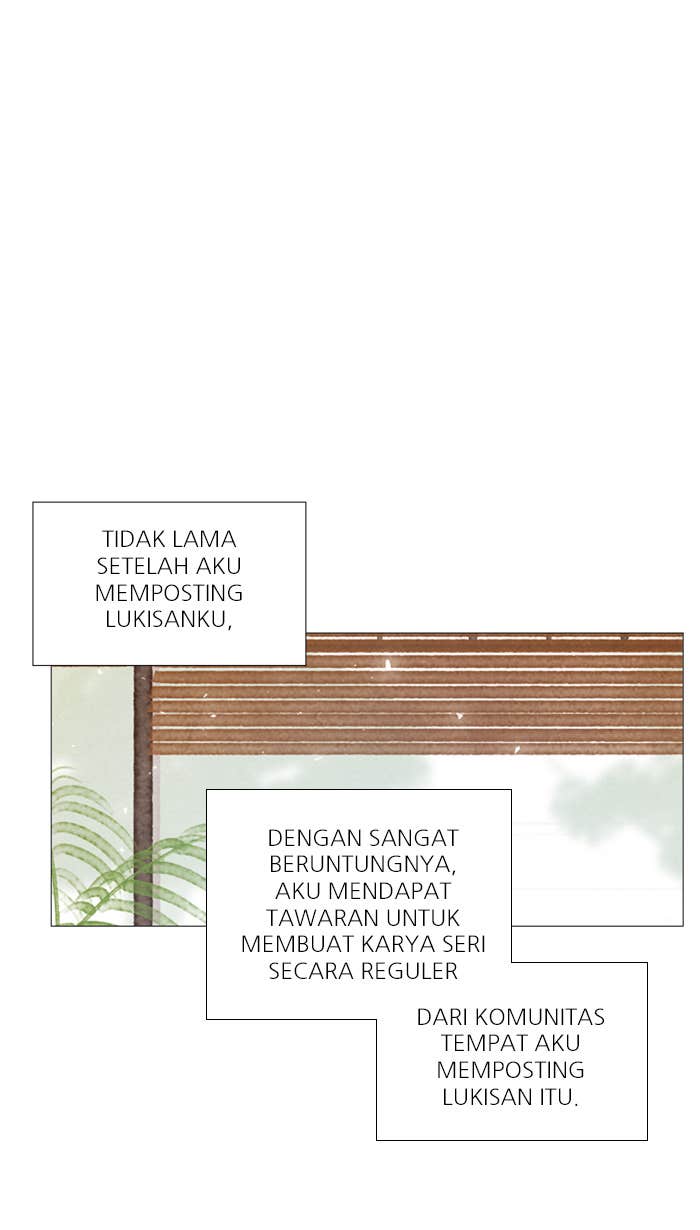 TIDAK LAMA
SETELAH AKU
MEMPOSTING
LUKISANKU,
DENGAN SANGAT
BERUNTUNGNYA,
AKU MENDAPAT
TAWARAN UNTUK
MEMBUAT KARYA SERI
SECARA REGULER
DARI KOMUNITAS
TEMPAT AKU
MEMPOSTING
LUKISAN ITU.